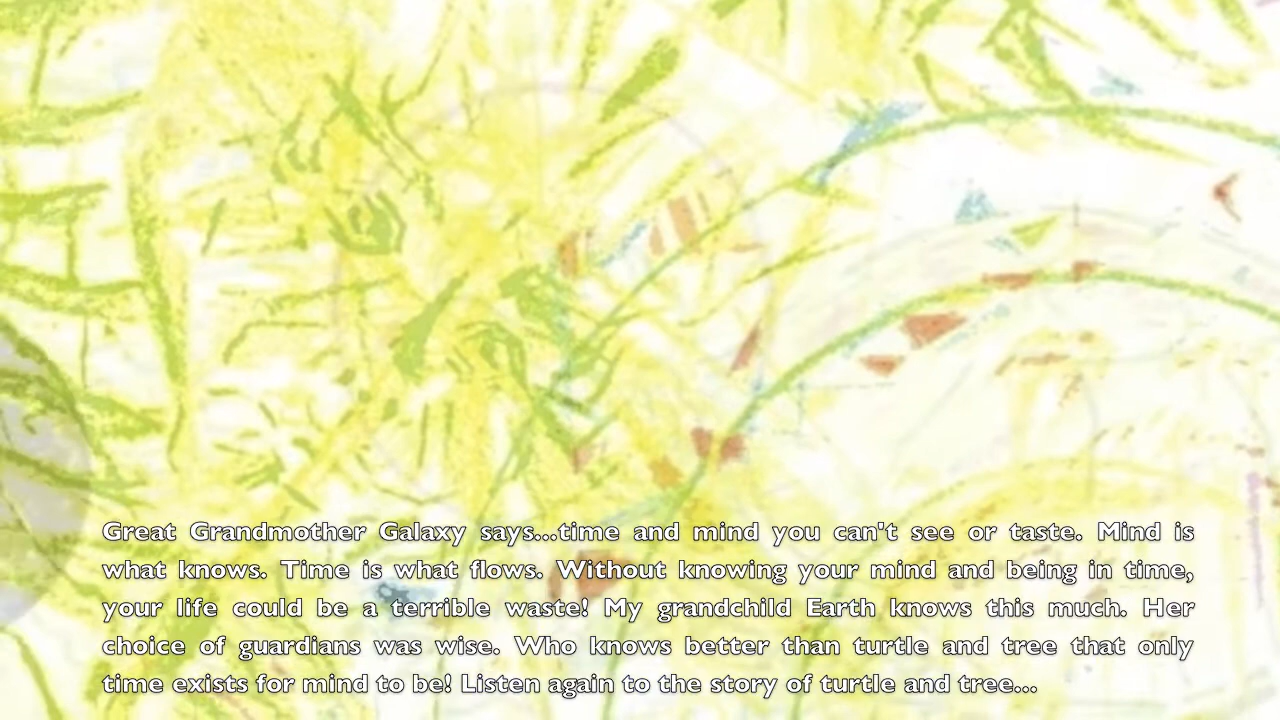 Great Grandmother Galaxy says...time and mind you can't see or taste. Mind is
what knows. Time is what flows. Without knowing your mind and being in time,
your life could be a terrible waste! My grandchild Earth knows this much. Her
choice of guardians was wise. Who knows better than turtle and tree that only
time exists for mind to be! Listen again to the story of turtle and tree...